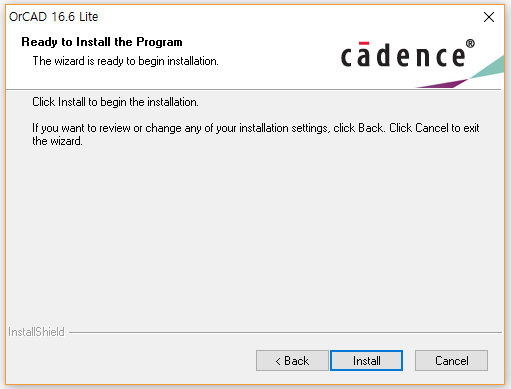 OrCAD 16.6 Lite
Ready to Install the Program
The wizard is ready to begin installation.
cādence®
Click Install to begin the installation.
If you want to review or change any of your installation settings, click Back. Click Cancel to exit
the wizard.
InstallShield
< Back
Install
Cancel